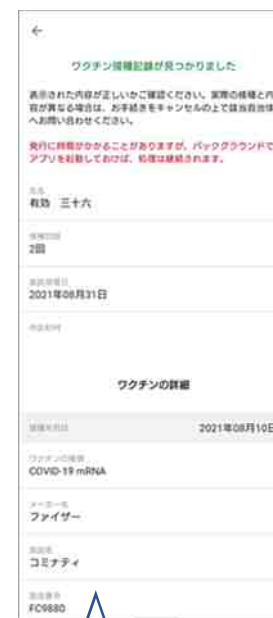 ワクチン接種記録が見つかりました
表示された内容が正しいかご確認ください。実際の接種と内
容が異なる場合は、お手続きをキャンセルの上で該当自治体
へお問い合わせください。
発行に時間がかかることがありますが、バックグラウンドで
アプリを起動しておけば、処理は継続されます。
氏名
有効 三十六
接種回数
2回
2021年08月31日
ワクチンの詳細
接種年月日
2021年08月10日
ワクチンの種類
COVID-19 mRNA
メーカー名
ファイザー
製品名
コミナティ
製造番号
FC9880